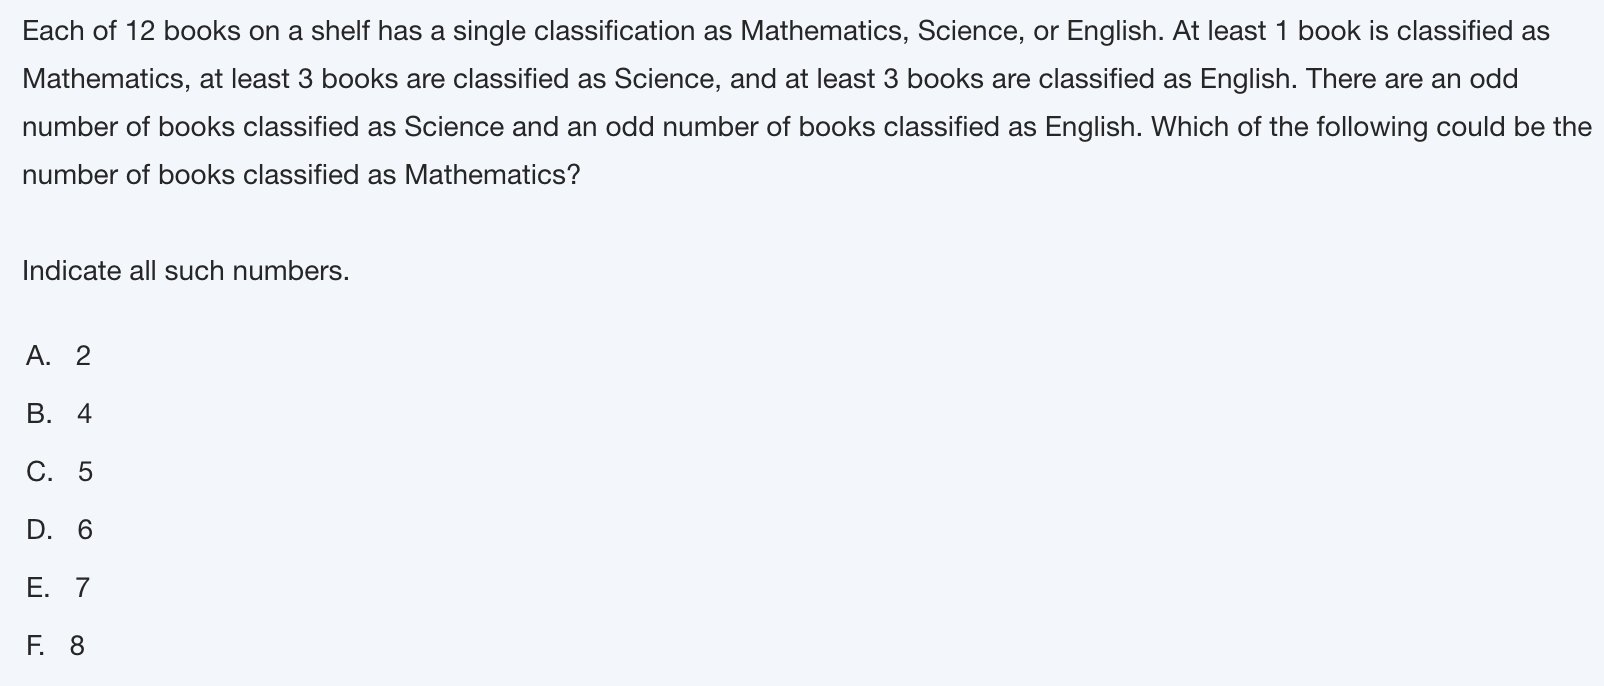 Each of 12 books on a shelf has a single classification as Mathematics, Science, or English. At least 1 book is classified as
Mathematics, at least 3 books are classified as Science, and at least 3 books are classified as English. There are an odd
number of books classified as Science and an odd number of books classified as English. Which of the following could be the
number of books classified as Mathematics?
Indicate all such numbers.
A. 2
B. 4
C. 5
D. 6
E. 7
F. 8